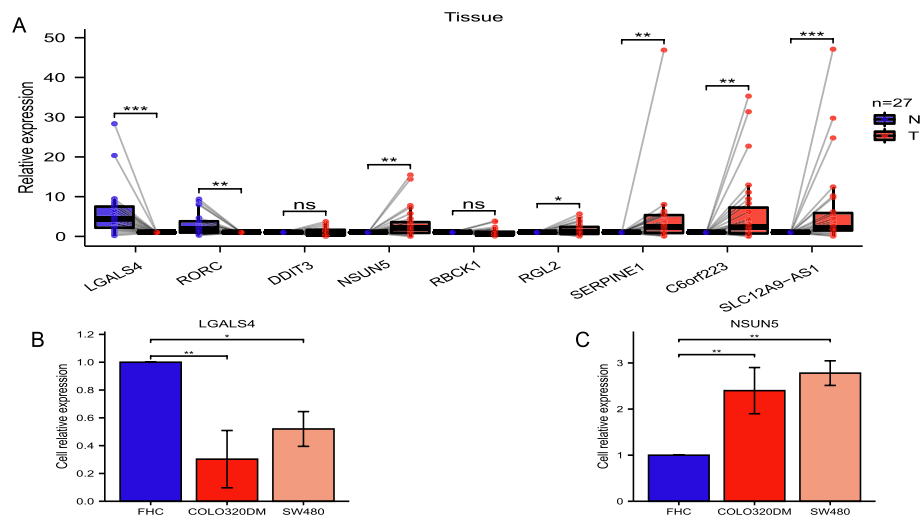 Tissue
A
50
40
30
20
10
0
Relative expression
***
**
ns
**
ns
*
**
**
***
n=27
N
T
LGALS4
RORC
DDIT3
NSUN5
RBCK1
RGL2
SERPINE1
C6orf223
SLC12A9-AS1
B
LGALS4
1.2
1.0
0.8
0.6
0.4
0.2
0.0
Cell relative expression
*
**
FHC
COLO320DM
SW480
C
NSUN5
3
2
1
0
Cell relative expression
**
**
FHC
COLO320DM
SW480